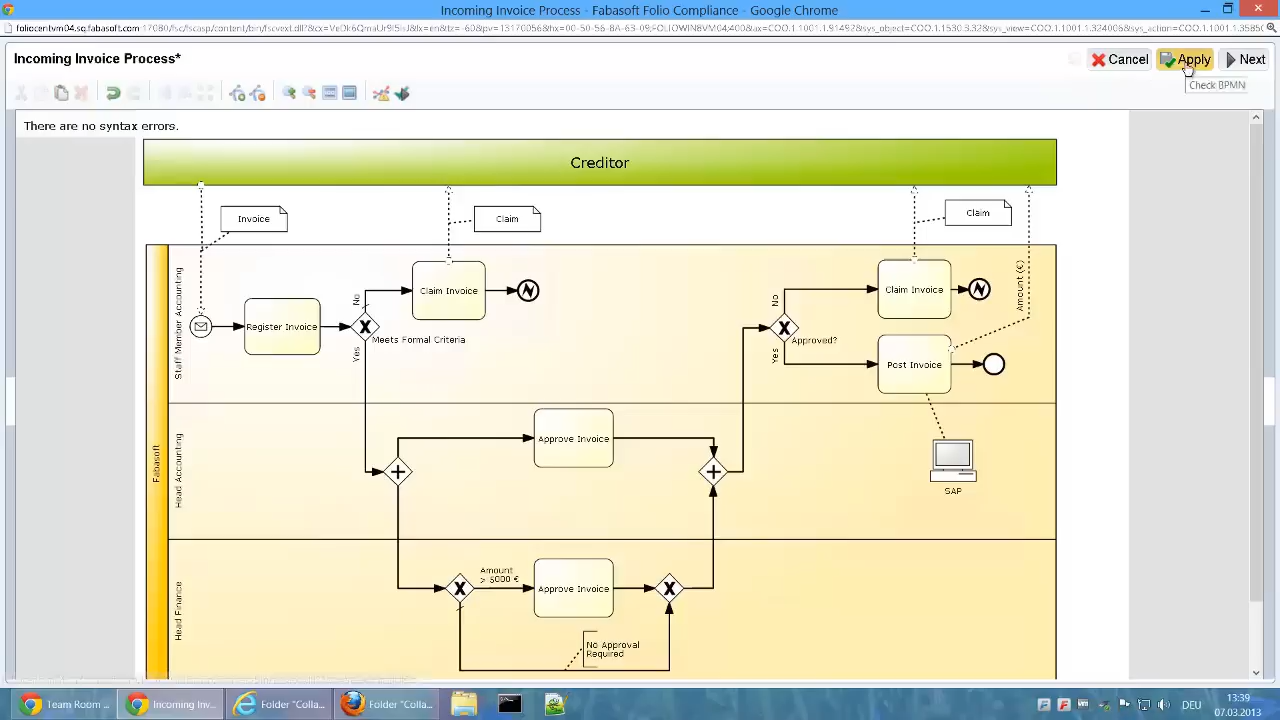 Incoming Invoice Process - Fabasoft Folio Compliance - Google Chrome
Incoming Invoice Process*
Cancel
Apply
Next
Check BPMN
There are no syntax errors.
Creditor
Invoice
Claim
Claim
Fabasoft
Staff Member Accounting
Register Invoice
No
Yes
Meets Formal Criteria
Claim Invoice
No
Yes
Approved?
Claim Invoice
Post Invoice
Amount (€)
Head Accounting
Approve Invoice
SAP
Head Finance
Amount
> 5000 €
Approve Invoice
No Approval
Required
Team Room ...
Incoming Inv...
Folder "Colla...
Folder "Colla...
DEU
13:39
07.03.2013